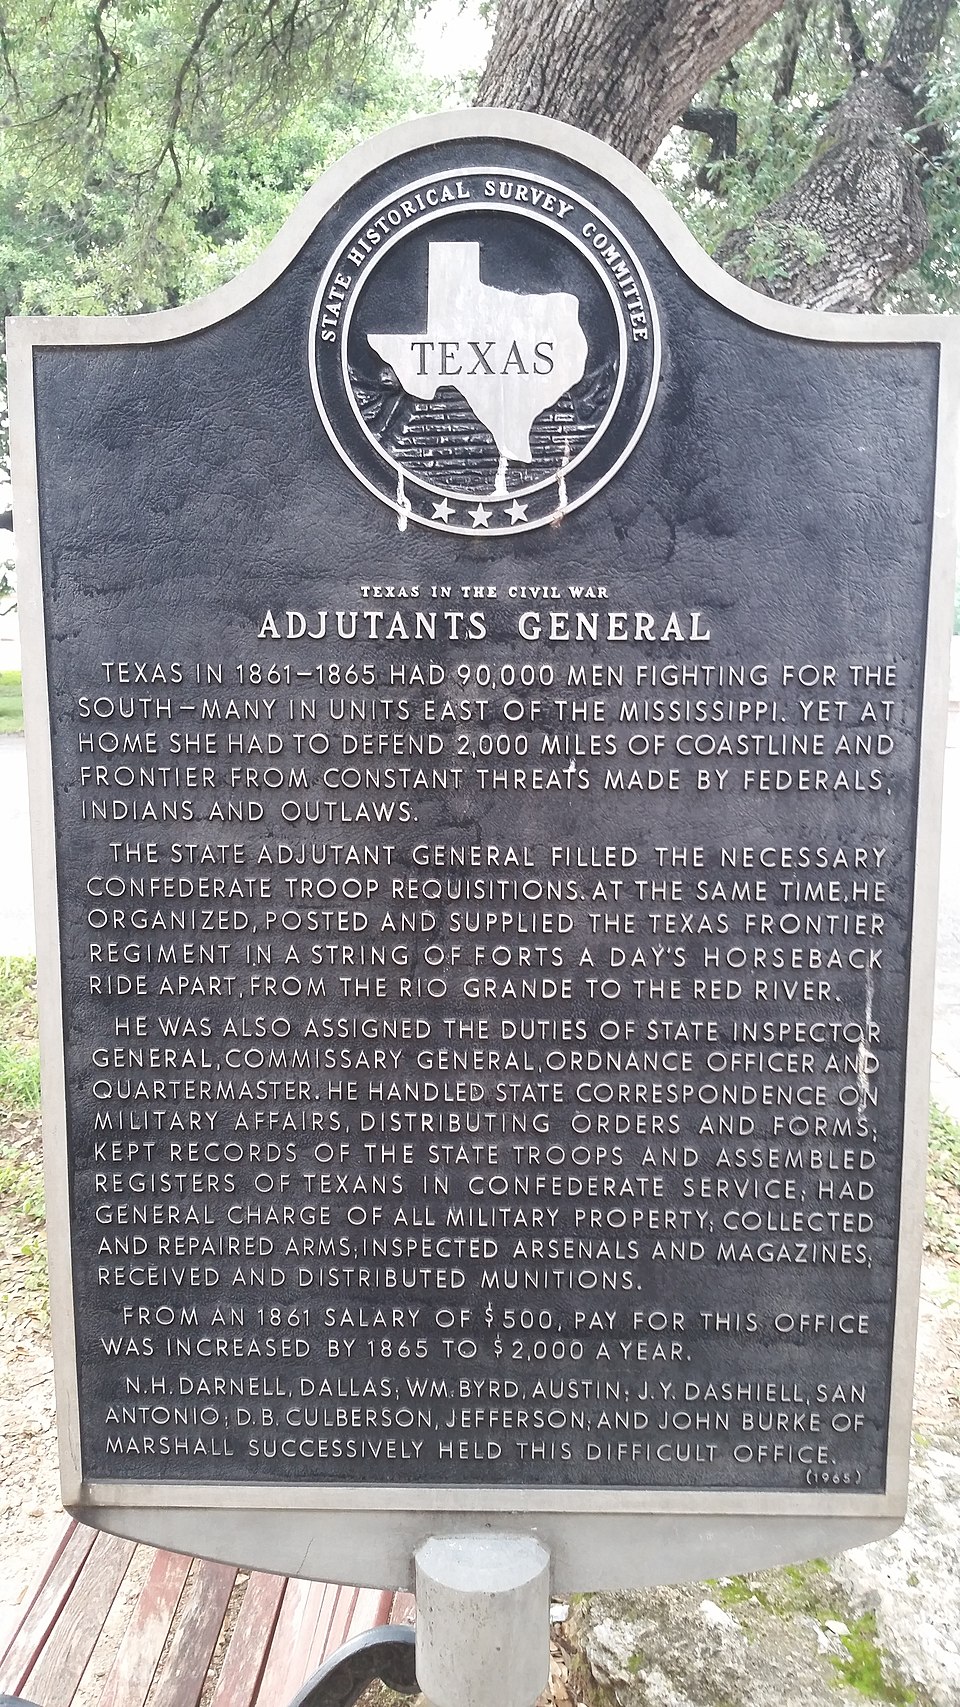 STATE HISTORICAL SURVEY COMMITTEE
TEXAS
TEXAS IN THE CIVIL WAR
ADJUTANTS GENERAL
TEXAS IN 1861-1865 HAD 90,000 MEN FIGHTING FOR THE
SOUTH-MANY IN UNITS EAST OF THE MISSISSIPPI. YET AT
HOME SHE HAD TO DEFEND 2,000 MILES OF COASTLINE AND
FRONTIER FROM CONSTANT THREATS MADE BY FEDERALS,
INDIANS AND OUTLAWS.
THE STATE ADJUTANT GENERAL FILLED THE NECESSARY
CONFEDERATE TROOP REQUISITIONS. AT THE SAME TIME, HE
ORGANIZED, POSTED AND SUPPLIED THE TEXAS FRONTIER
REGIMENT IN A STRING OF FORTS A DAY'S HORSEBACK
RIDE APART, FROM THE RIO GRANDE TO THE RED RIVER.
HE WAS ALSO ASSIGNED THE DUTIES OF STATE INSPECTOR
GENERAL, COMMISSARY GENERAL, ORDNANCE OFFICER AND
QUARTERMASTER. HE HANDLED STATE CORRESPONDENCE ON
MILITARY AFFAIRS, DISTRIBUTING ORDERS AND FORMS;
KEPT RECORDS OF THE STATE TROOPS AND ASSEMBLED
REGISTERS OF TEXANS IN CONFEDERATE SERVICE; HAD
GENERAL CHARGE OF ALL MILITARY PROPERTY; COLLECTED
AND REPAIRED ARMS; INSPECTED ARSENALS AND MAGAZINES;
RECEIVED AND DISTRIBUTED MUNITIONS.
FROM AN 1861 SALARY OF $500, PAY FOR THIS OFFICE
WAS INCREASED BY 1865 TO $2,000 A YEAR.
N.H. DARNELL, DALLAS; WM. BYRD, AUSTIN; J.Y. DASHIELL, SAN
ANTONIO; D.B. CULBERSON, JEFFERSON; AND JOHN BURKE OF
MARSHALL SUCCESSIVELY HELD THIS DIFFICULT OFFICE.
(1965)